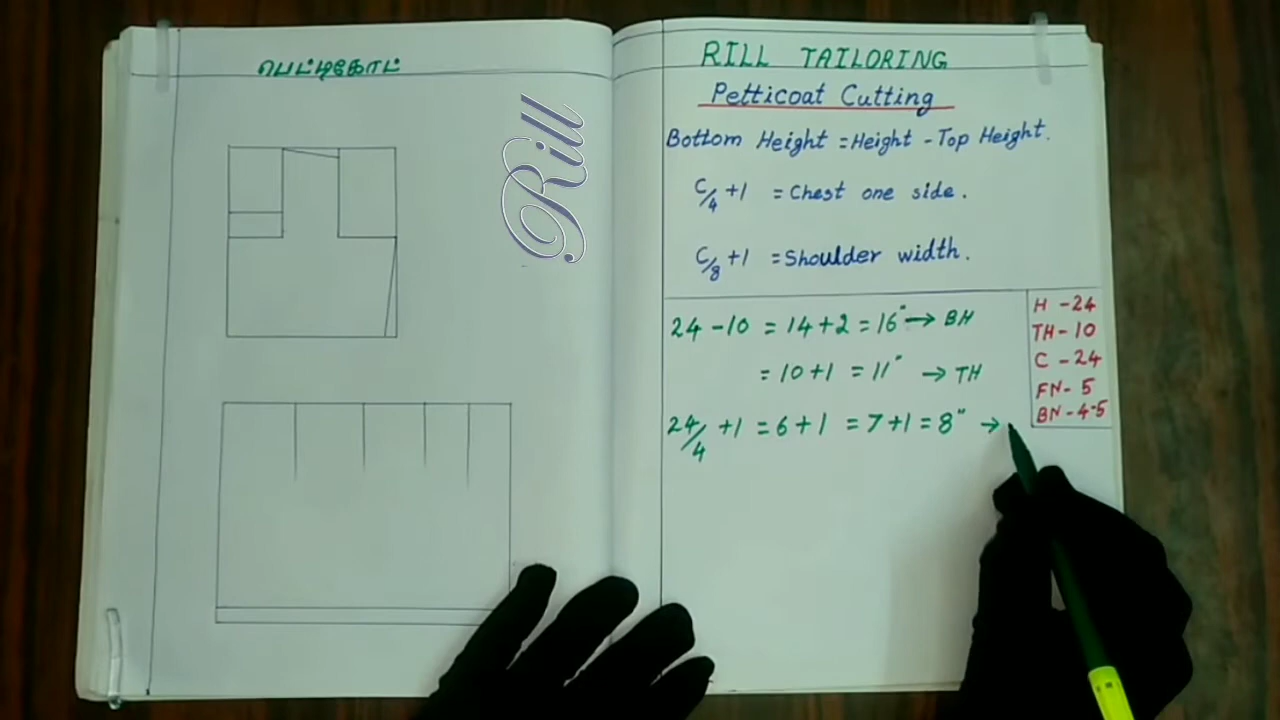 பெட்டிகோட்
Rill
RILL TAILORING
Petticoat Cutting
Bottom Height = Height - Top Height.
C/4 +1 = Chest one side.
C/8 +1 = Shoulder width.
24 - 10 = 14 + 2 = 16" → BH
= 10 + 1 = 11" → TH
24/4 + 1 = 6 + 1 = 7 + 1 = 8" →
H - 24
TH - 10
C - 24
FN - 5
BN - 4.5